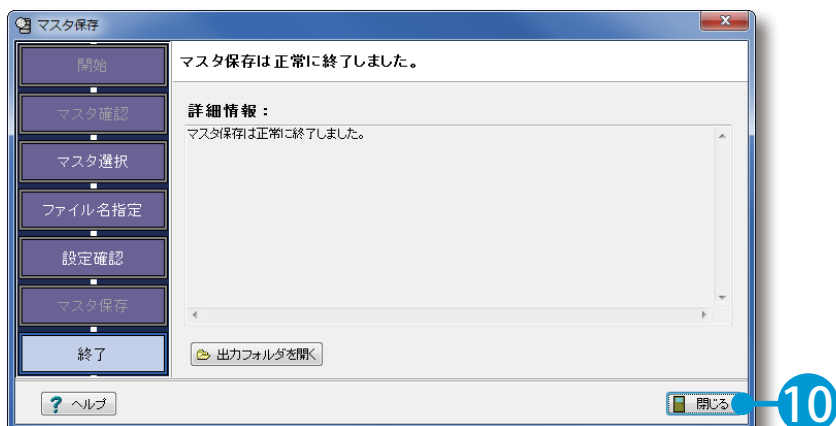 マスタ保存
開始
マスタ確認
マスタ選択
ファイル名指定
設定確認
マスタ保存
終了
マスタ保存は正常に終了しました。
詳細情報：
マスタ保存は正常に終了しました。
出力フォルダを開く
? ヘルプ
閉じる
10